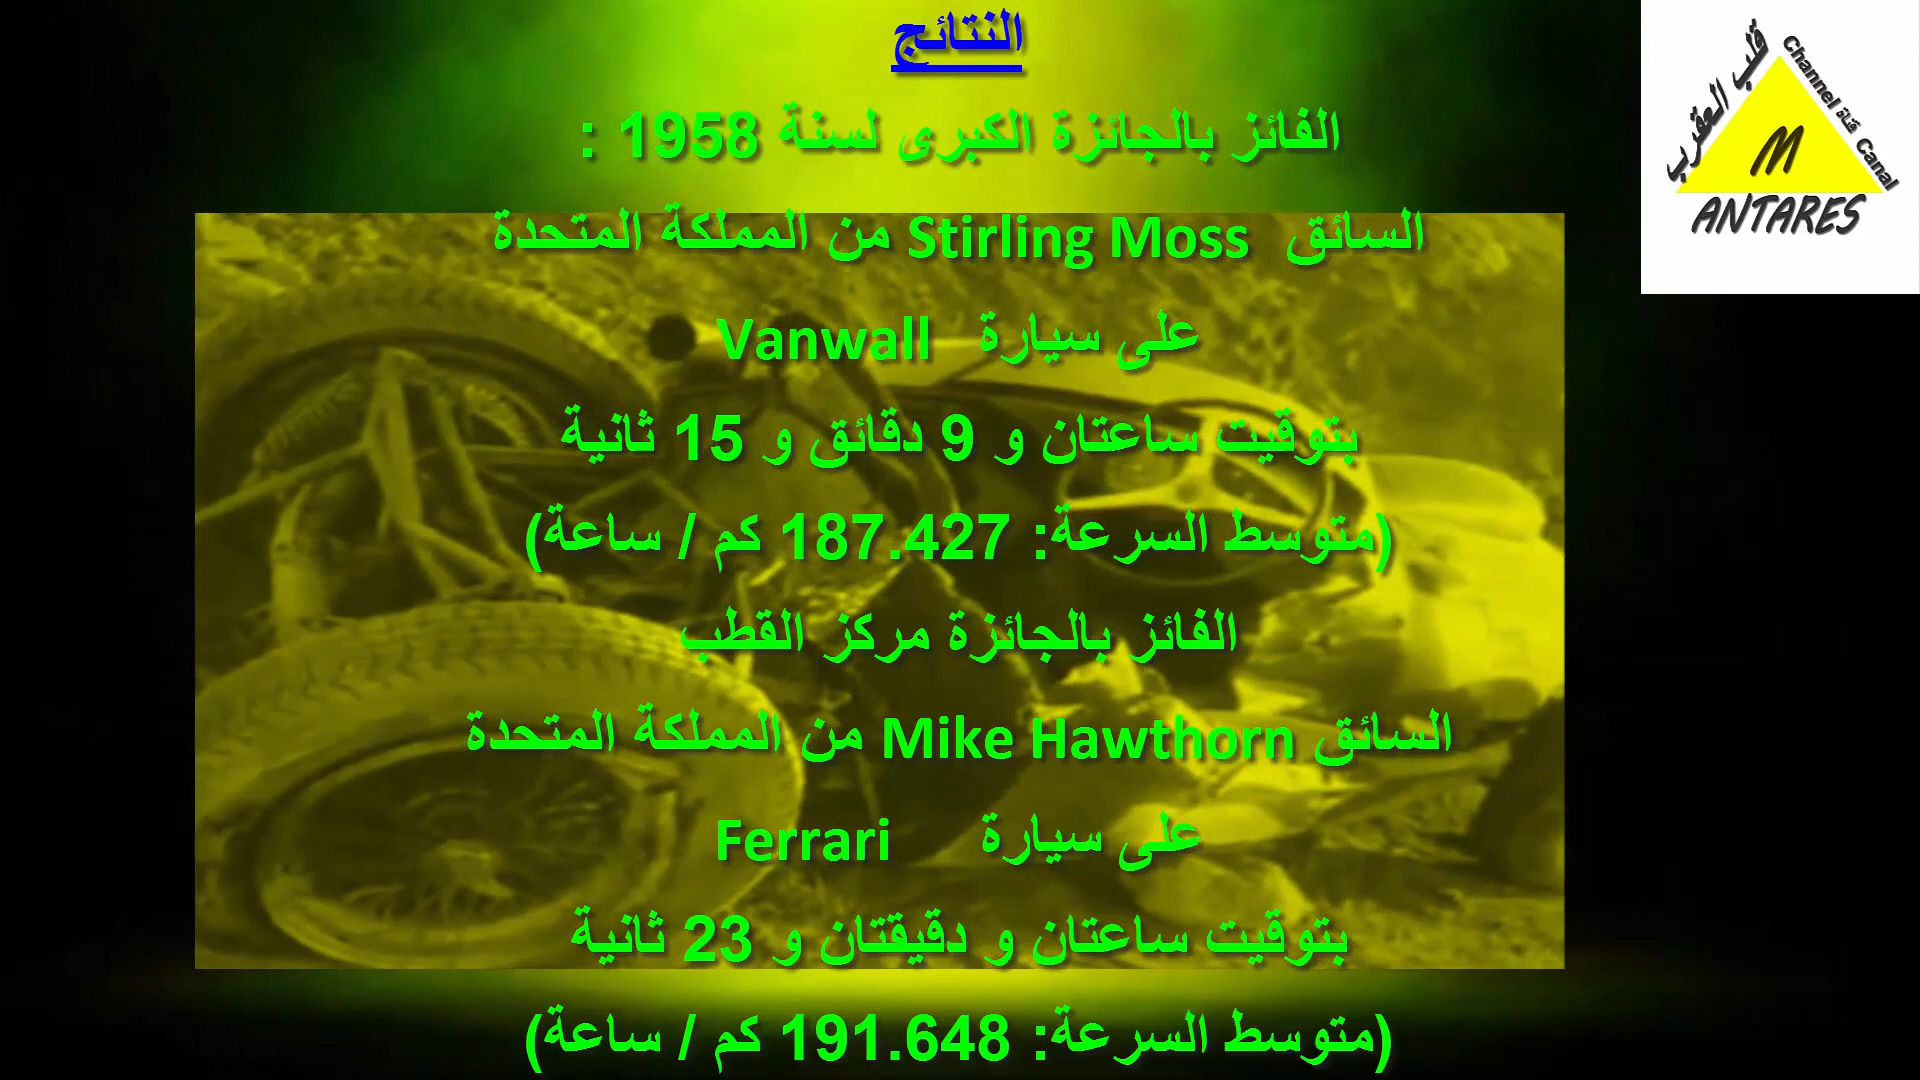 النتائج
الفائز بالجائزة الكبرى لسنة 1958 :
السائق Stirling Moss من المملكة المتحدة
على سيارة Vanwall
بتوقيت ساعتان و 9 دقائق و 15 ثانية
(متوسط السرعة: 187.427 كم / ساعة)
الفائز بالجائزة مركز القطب
السائق Mike Hawthorn من المملكة المتحدة
على سيارة Ferrari
بتوقيت ساعتان و دقيقتان و 23 ثانية
(متوسط السرعة: 191.648 كم / ساعة)
قلب العقرب
Channel قناة Canal
M
ANTARES